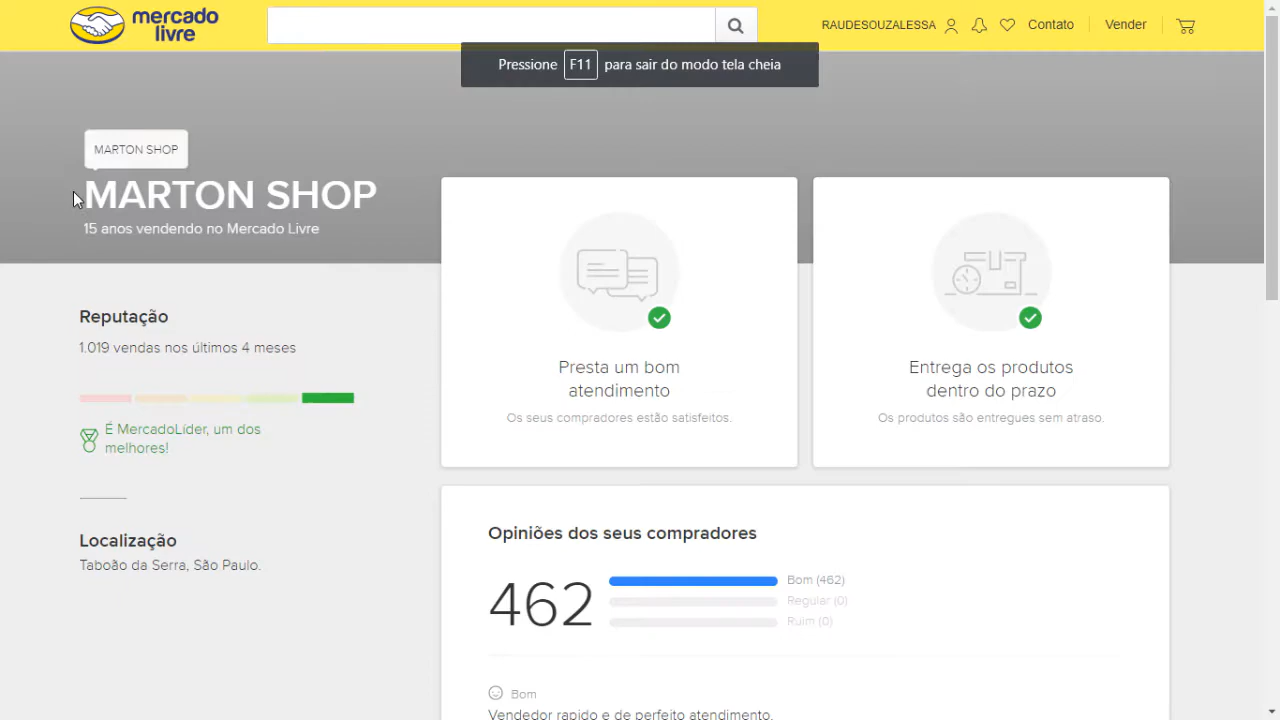 mercado
livre
RAUDESOUZALESSA
Contato
Vender
Pressione F11 para sair do modo tela cheia
MARTON SHOP
MARTON SHOP
15 anos vendendo no Mercado Livre
Reputação
1.019 vendas nos últimos 4 meses
É MercadoLíder, um dos
melhores!
Localização
Taboão da Serra, São Paulo.
Presta um bom
atendimento
Os seus compradores estão satisfeitos.
Entrega os produtos
dentro do prazo
Os produtos são entregues sem atraso.
Opiniões dos seus compradores
462
Bom (462)
Regular (0)
Ruim (0)
Bom
Vendedor rapido e de perfeito atendimento.